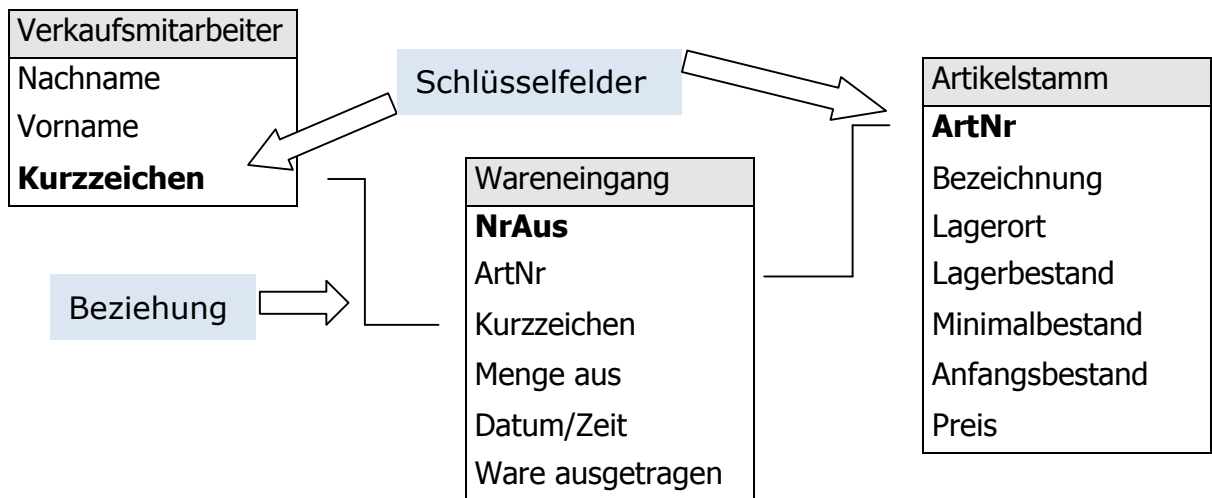 Verkaufsmitarbeiter
Nachname
Vorname
Kurzzeichen
Schlüsselfelder
Beziehung
Wareneingang
NrAus
ArtNr
Kurzzeichen
Menge aus
Datum/Zeit
Ware ausgetragen
Artikelstamm
ArtNr
Bezeichnung
Lagerort
Lagerbestand
Minimalbestand
Anfangsbestand
Preis